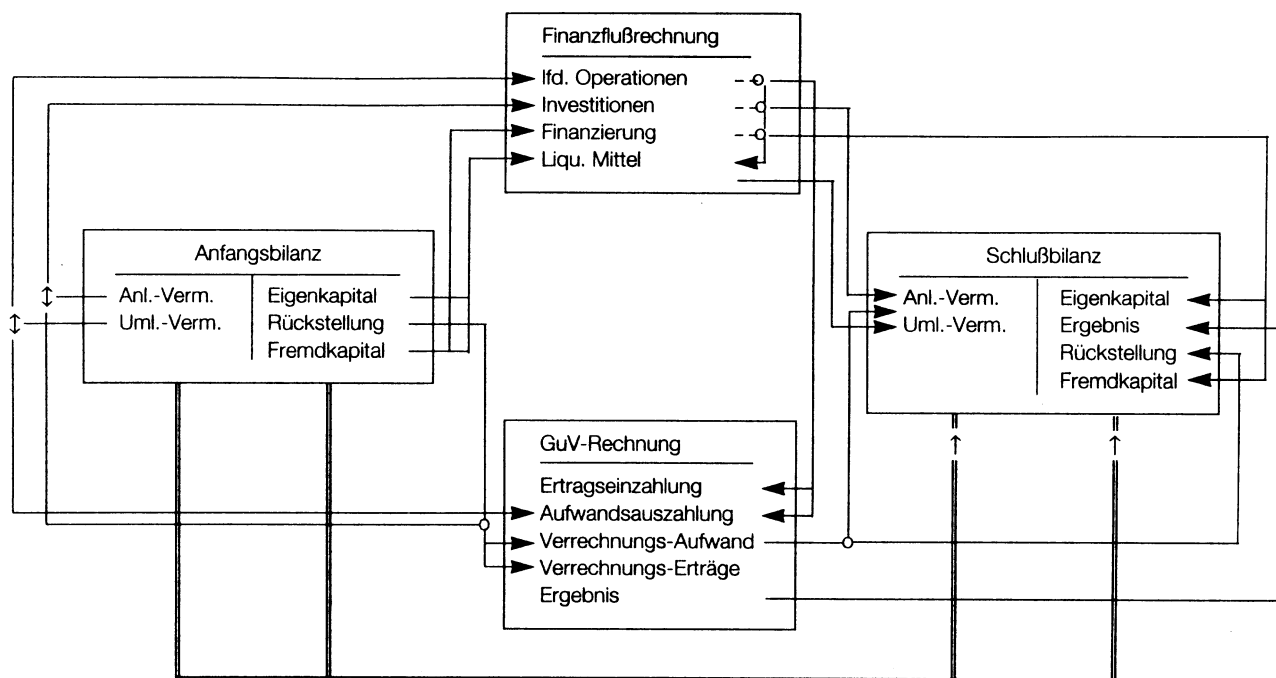 Finanzflußrechnung
lfd. Operationen
Investitionen
Finanzierung
Liqu. Mittel
Anfangsbilanz
Anl.-Verm.
Uml.-Verm.
Eigenkapital
Rückstellung
Fremdkapital
Schlußbilanz
Anl.-Verm.
Uml.-Verm.
Eigenkapital
Ergebnis
Rückstellung
Fremdkapital
GuV-Rechnung
Ertragseinzahlung
Aufwandsauszahlung
Verrechnungs-Aufwand
Verrechnungs-Erträge
Ergebnis